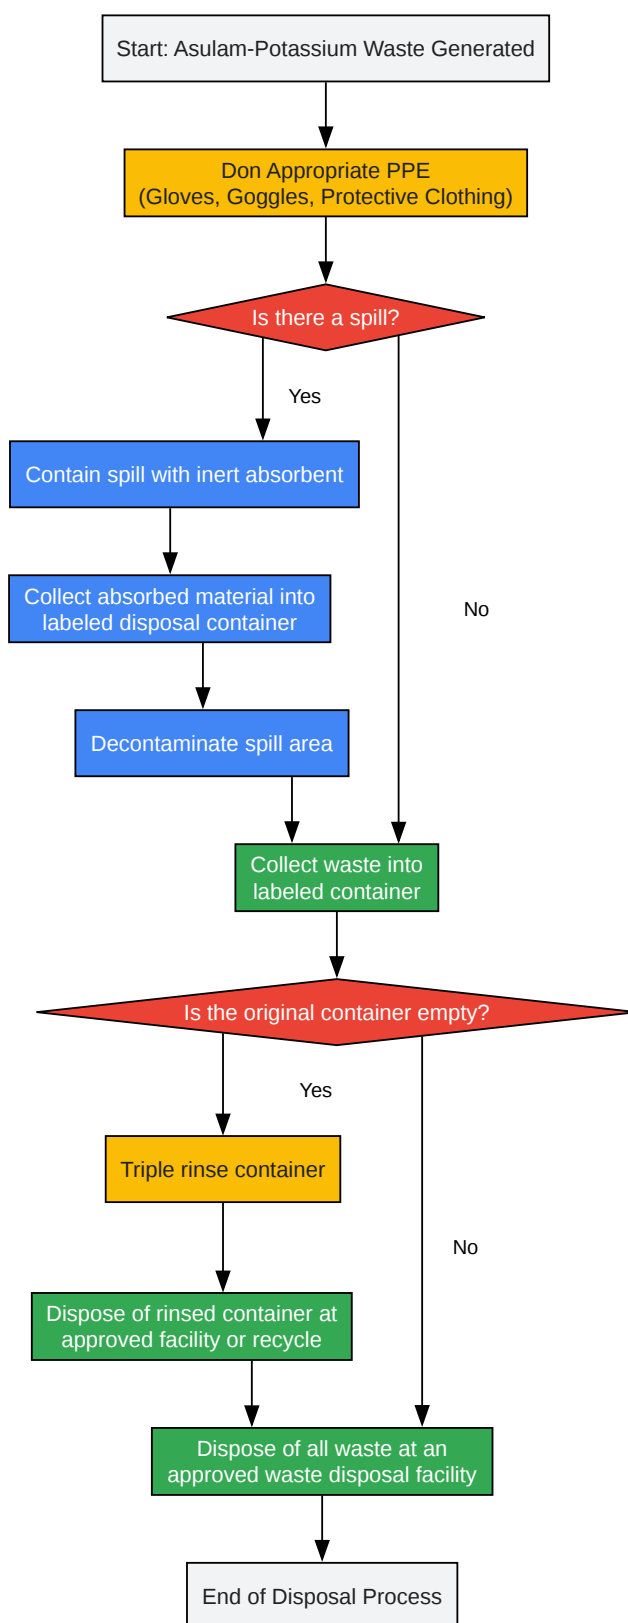 Start: Asulam-Potassium Waste Generated
Don Appropriate PPE
(Gloves, Goggles, Protective Clothing)
Is there a spill?
Yes
Contain spill with inert absorbent
Collect absorbed material into
labeled disposal container
No
Decontaminate spill area
Collect waste into
labeled container
Is the original container empty?
Yes
Triple rinse container
No
Dispose of rinsed container at
approved facility or recycle
Dispose of all waste at an
approved waste disposal facility
End of Disposal Process